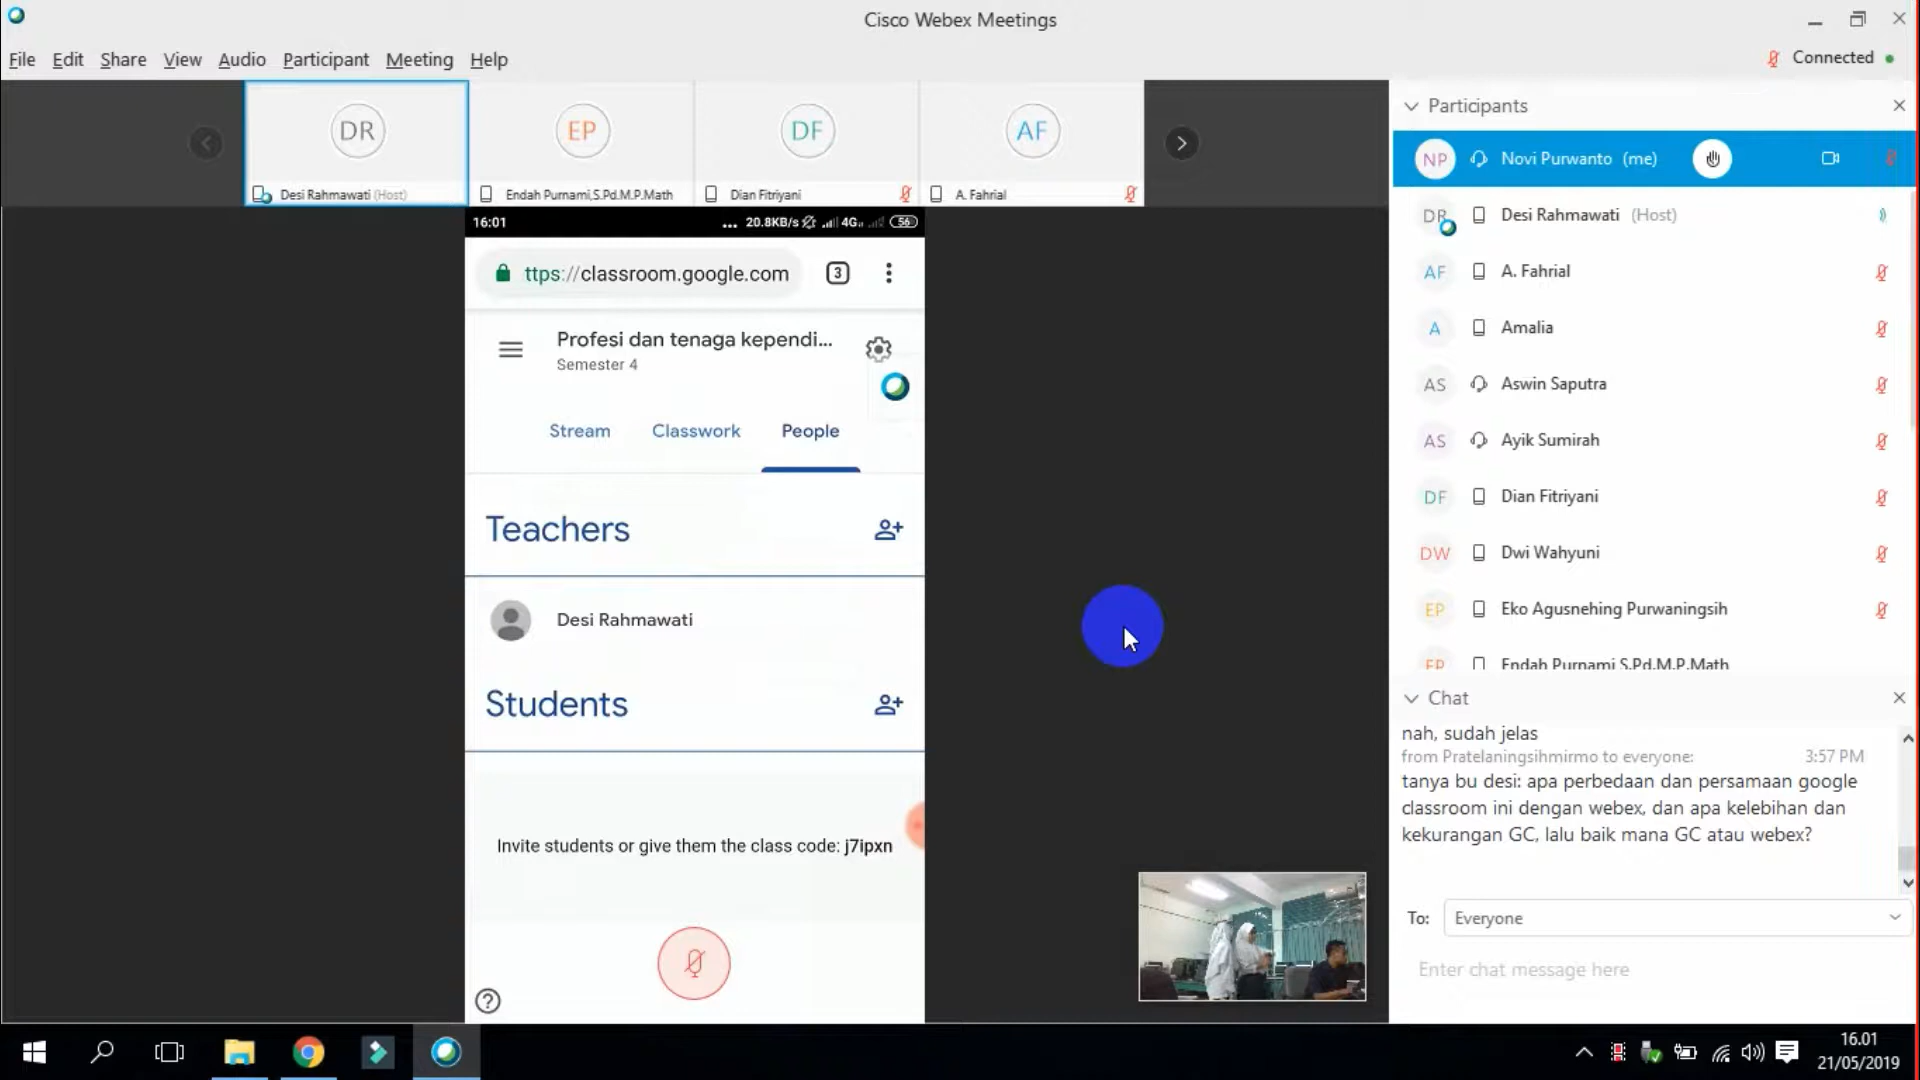 Cisco Webex Meetings
File Edit Share View Audio Participant Meeting Help
Connected
DR
Desi Rahmawati (Host)
EP
Endah Purnami,S.Pd.M.P.Math
DF
Dian Fitriyani
AF
A. Fahrial
16:01
... 20.8KB/s 4G 56
ttps://classroom.google.com
3
Profesi dan tenaga kependi...
Semester 4
Stream
Classwork
People
Teachers
Desi Rahmawati
Students
Invite students or give them the class code: j7ipxn
Participants
NP Novi Purwanto (me)
DR Desi Rahmawati (Host)
AF A. Fahrial
A Amalia
AS Aswin Saputra
AS Ayik Sumirah
DF Dian Fitriyani
DW Dwi Wahyuni
EP Eko Agusnehing Purwaningsih
EP Endah Purnami,S.Pd.M.P.Math
Chat
nah, sudah jelas
from Pratelaningsihmirmo to everyone: 3:57 PM
tanya bu desi: apa perbedaan dan persamaan google
classroom ini dengan webex, dan apa kelebihan dan
kekurangan GC, lalu baik mana GC atau webex?
To: Everyone
Enter chat message here
16.01
21/05/2019